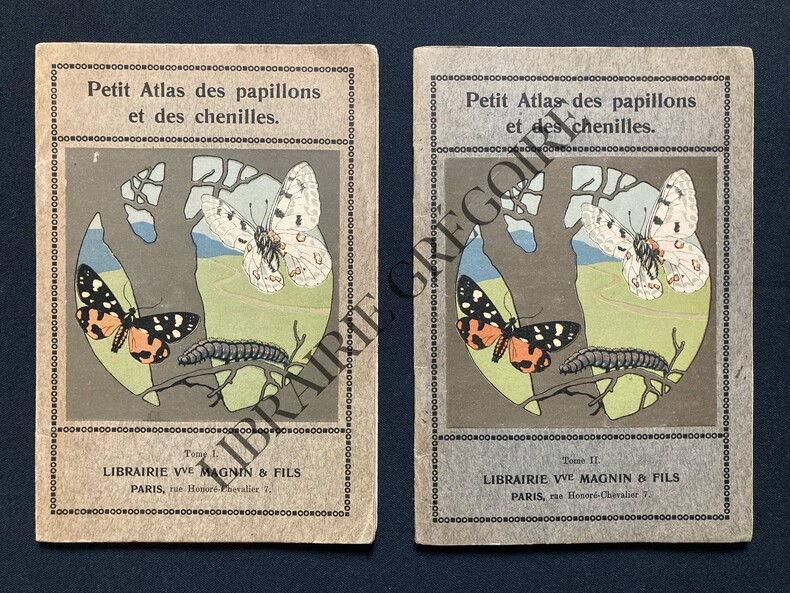 Petit Atlas des papillons
et des chenilles.
Tome I.
LIBRAIRIE Vᵛᴱ MAGNIN & FILS
PARIS, rue Honoré-Chevalier 7.
Petit Atlas des papillons
et des chenilles.
Tome II.
LIBRAIRIE Vᵛᴱ MAGNIN & FILS
PARIS, rue Honoré-Chevalier 7.
LIBRAIRIE GRÉGOIRE